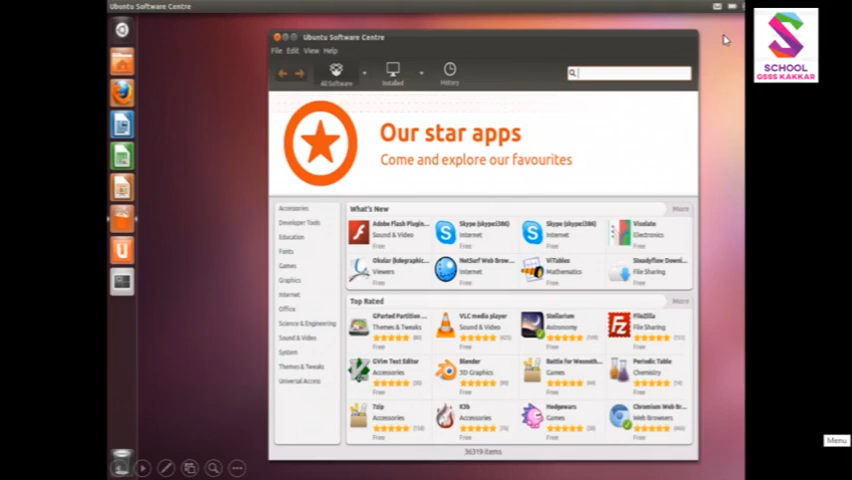 Ubuntu Software Centre
Ubuntu Software Centre
File Edit View Help
All Software
Installed
History
SCHOOL
GSSS KAKKAR
Our star apps
Come and explore our favourites
Accessories
Developer Tools
Education
Fonts
Games
Graphics
Internet
Office
Science & Engineering
Sound & Video
System
Themes & Tweaks
Universal Access
What's New
More
Adobe Flash Plugin...
Sound & Video
Free
Skype (skype:i386)
Internet
Free
Skype (skype:i386)
Internet
Free
Visolate
Electronics
Free
Okular (kdegraphic...
Viewers
Free
NetSurf Web Brow...
Internet
Free
ViTables
Mathematics
Free
Steadyflow Downl...
File Sharing
Free
Top Rated
More
GParted Partition ...
Themes & Tweaks
Free
VLC media player
Sound & Video
Free
Stellarium
Astronomy
Free
FileZilla
File Sharing
Free
GVim Text Editor
Accessories
Free
Blender
3D Graphics
Free
Battle for Wesnoth...
Games
Free
Periodic Table
Chemistry
Free
7zip
Accessories
Free
K3b
Accessories
Free
Hedgewars
Games
Free
Chromium Web Br...
Web Browsers
Free
36319 items
Menu